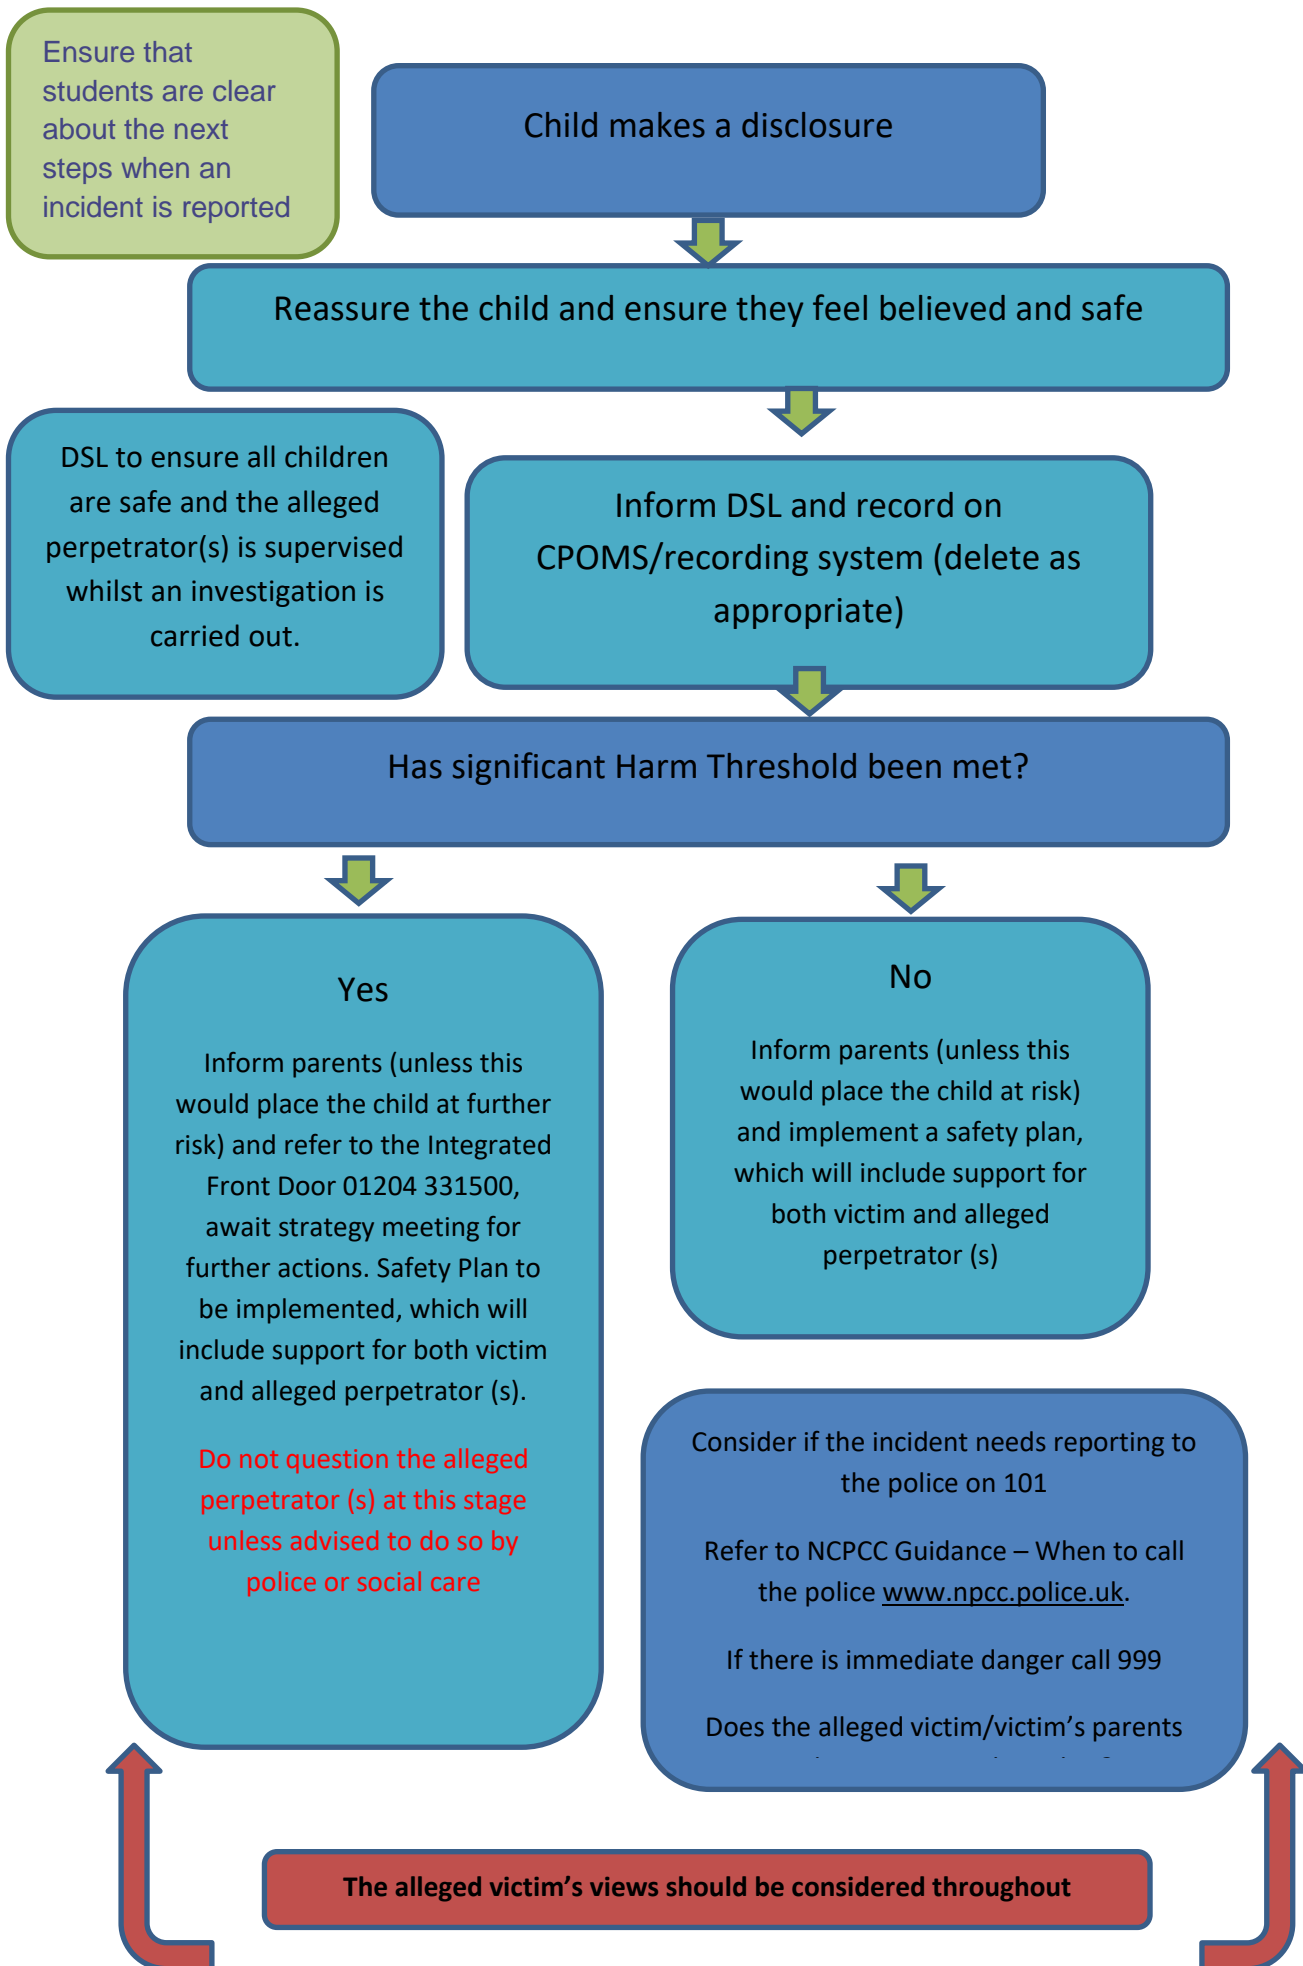 Ensure that
students are clear
about the next
steps when an
incident is reported
Child makes a disclosure
Reassure the child and ensure they feel believed and safe
DSL to ensure all children
are safe and the alleged
perpetrator(s) is supervised
whilst an investigation is
carried out.
Inform DSL and record on
CPOMS/recording system (delete as
appropriate)
Has significant Harm Threshold been met?
Yes
Inform parents (unless this
would place the child at further
risk) and refer to the Integrated
Front Door 01204 331500,
await strategy meeting for
further actions. Safety Plan to
be implemented, which will
include support for both victim
and alleged perpetrator (s).
Do not question the alleged
perpetrator (s) at this stage
unless advised to do so by
police or social care
No
Inform parents (unless this
would place the child at risk)
and implement a safety plan,
which will include support for
both victim and alleged
perpetrator (s)
Consider if the incident needs reporting to
the police on 101
Refer to NCPCC Guidance – When to call
the police www.npcc.police.uk.
If there is immediate danger call 999
Does the alleged victim/victim’s parents
The alleged victim’s views should be considered throughout